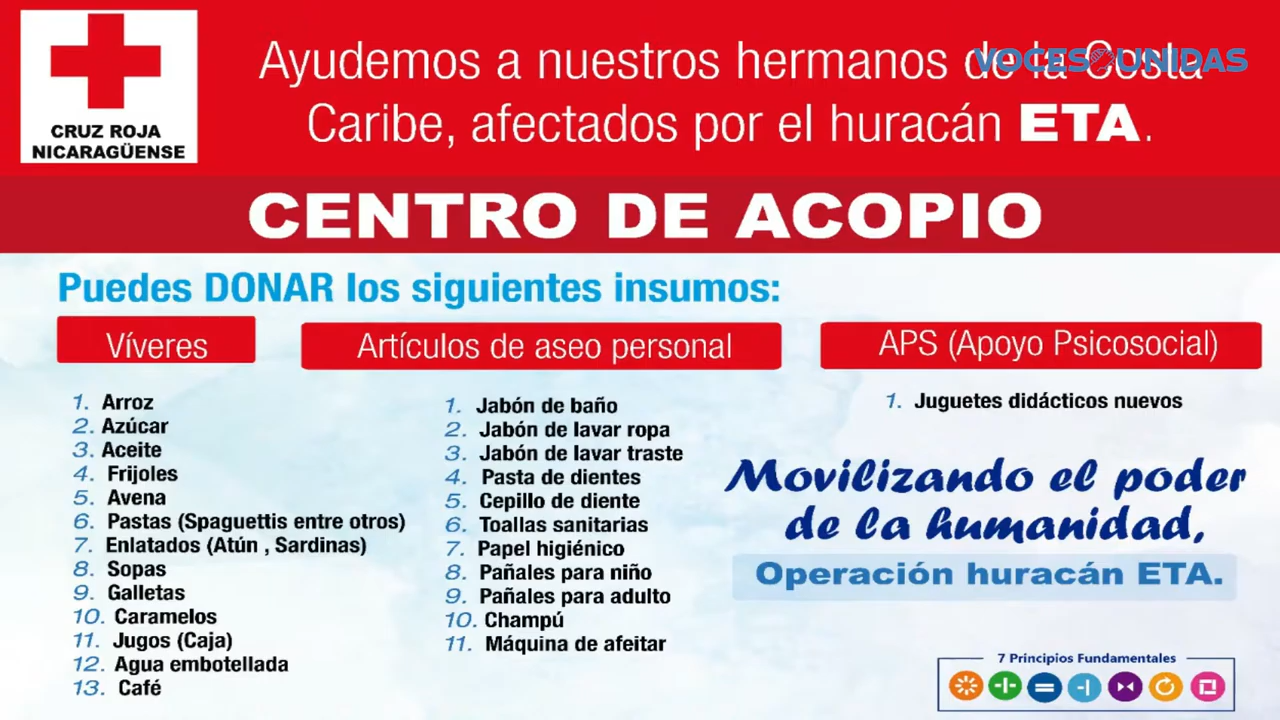 CRUZ ROJA
NICARAGÜENSE
Ayudemos a nuestros hermanos de la Costa
Caribe, afectados por el huracán ETA.
VOCES UNIDAS
CENTRO DE ACOPIO
Puedes DONAR los siguientes insumos:
Víveres
1. Arroz
2. Azúcar
3. Aceite
4. Frijoles
5. Avena
6. Pastas (Spaguettis entre otros)
7. Enlatados (Atún , Sardinas)
8. Sopas
9. Galletas
10. Caramelos
11. Jugos (Caja)
12. Agua embotellada
13. Café
Artículos de aseo personal
1. Jabón de baño
2. Jabón de lavar ropa
3. Jabón de lavar traste
4. Pasta de dientes
5. Cepillo de diente
6. Toallas sanitarias
7. Papel higiénico
8. Pañales para niño
9. Pañales para adulto
10. Champú
11. Máquina de afeitar
APS (Apoyo Psicosocial)
1. Juguetes didácticos nuevos
Movilizando el poder
de la humanidad,
Operación huracán ETA.
7 Principios Fundamentales